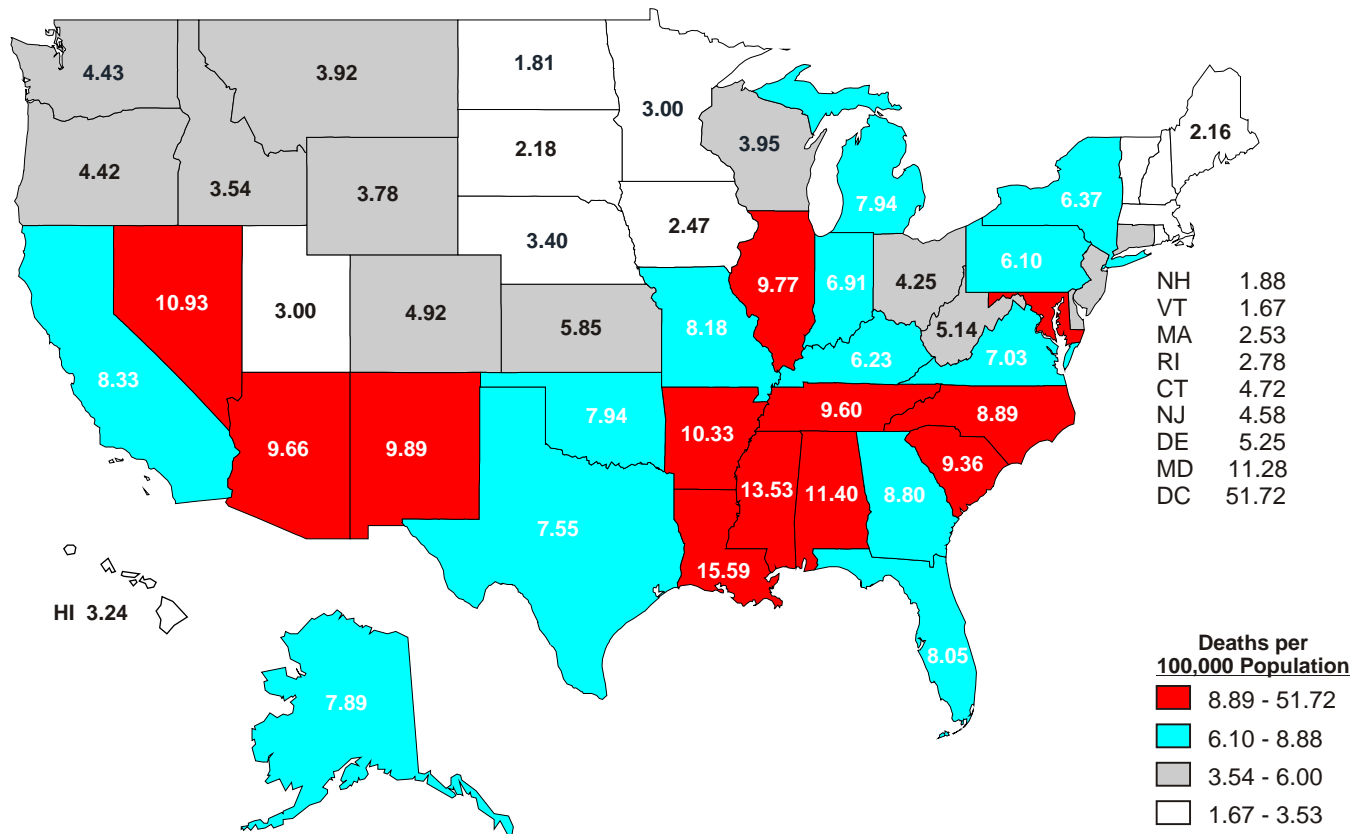 4.43
3.92
1.81
3.00
3.95
2.16
4.42
3.54
3.78
2.18
7.94
6.37
10.93
3.00
4.92
3.40
2.47
9.77
6.91
4.25
6.10
5.14
5.85
8.18
6.23
7.03
8.33
9.66
9.89
7.94
10.33
9.60
8.89
9.36
7.55
15.59
13.53
11.40
8.80
8.05
HI 3.24
7.89
NH 1.88
VT 1.67
MA 2.53
RI 2.78
CT 4.72
NJ 4.58
DE 5.25
MD 11.28
DC 51.72
Deaths per
100,000 Population
8.89 - 51.72
6.10 - 8.88
3.54 - 6.00
1.67 - 3.53